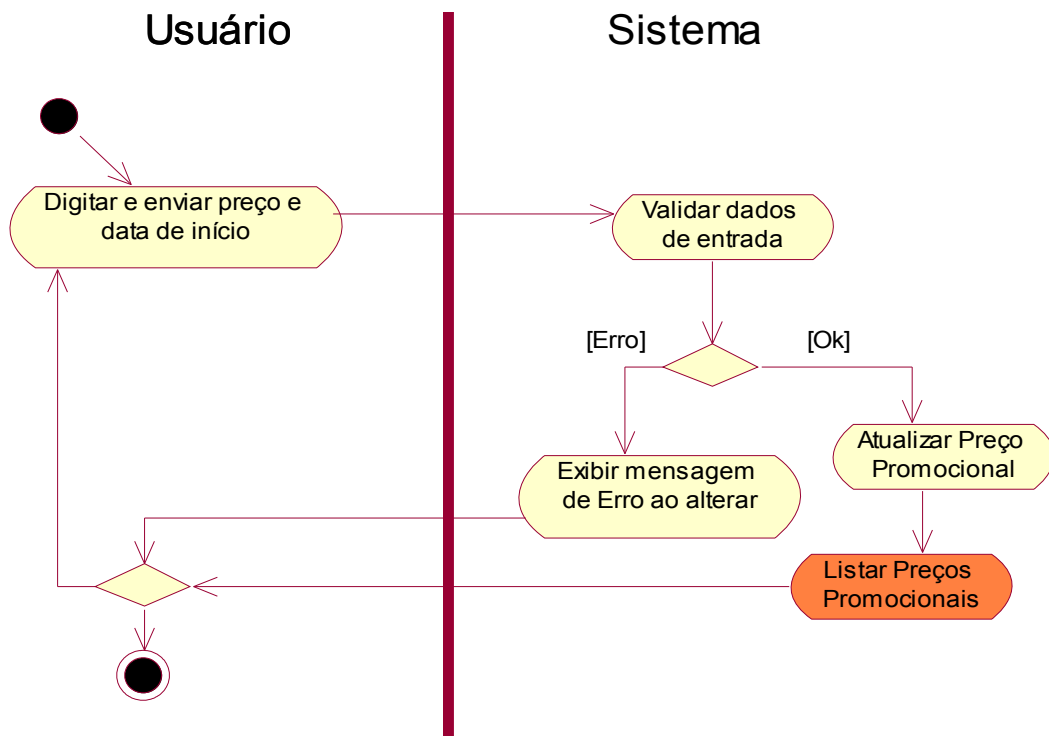 Usuário
Sistema
Digitar e enviar preço e
data de início
Validar dados
de entrada
[Erro]
[Ok]
Atualizar Preço
Promocional
Exibir mensagem
de Erro ao alterar
Listar Preços
Promocionais